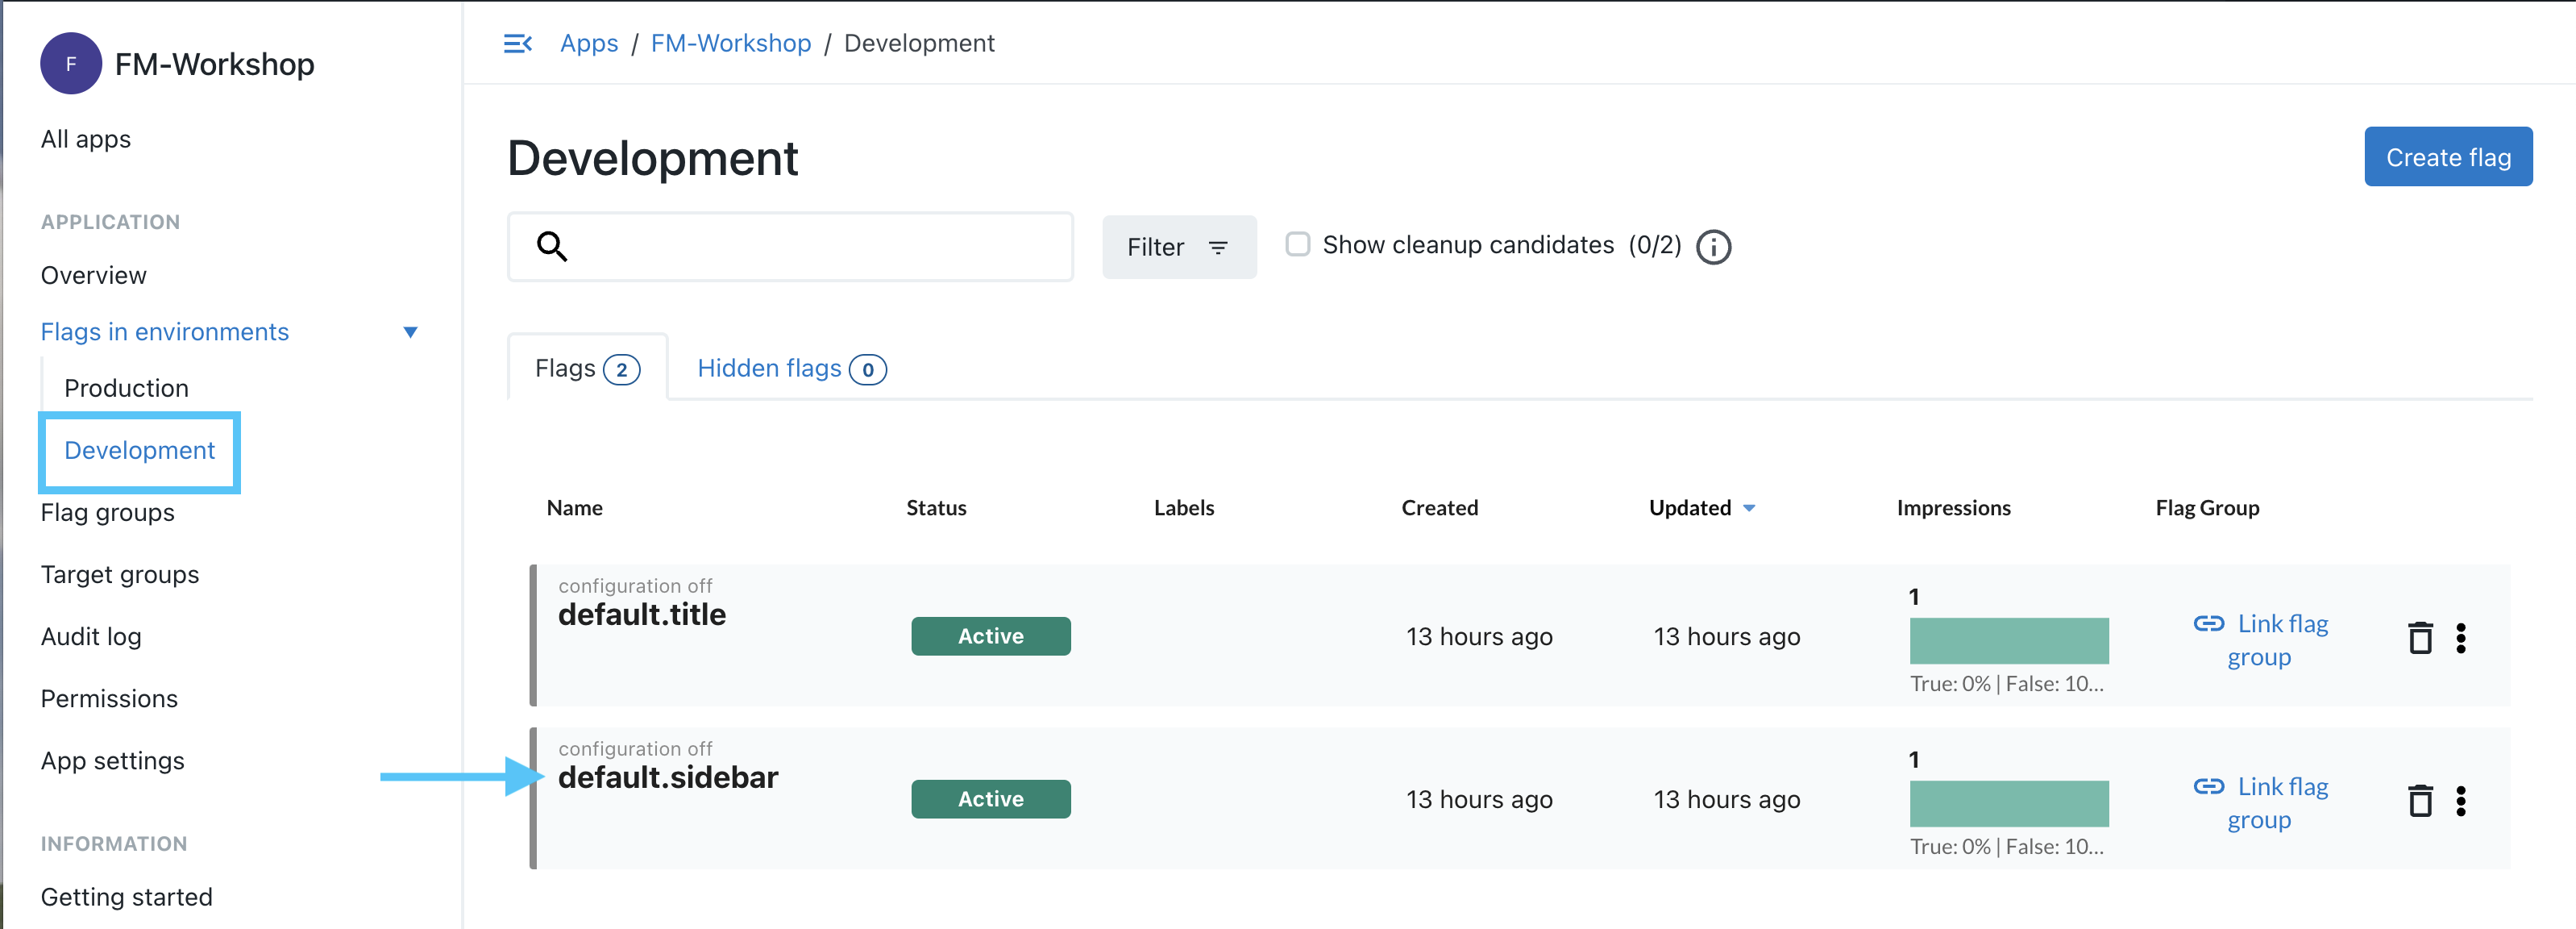 F FM-Workshop
All apps
APPLICATION
Overview
Flags in environments
Production
Development
Flag groups
Target groups
Audit log
Permissions
App settings
INFORMATION
Getting started
Apps / FM-Workshop / Development
Development
Create flag
Filter
Show cleanup candidates (0/2)
Flags 2
Hidden flags 0
Name Status Labels Created Updated Impressions Flag Group
configuration off
default.title
Active
13 hours ago
13 hours ago
1
True: 0% | False: 10...
Link flag
group
configuration off
default.sidebar
Active
13 hours ago
13 hours ago
1
True: 0% | False: 10...
Link flag
group